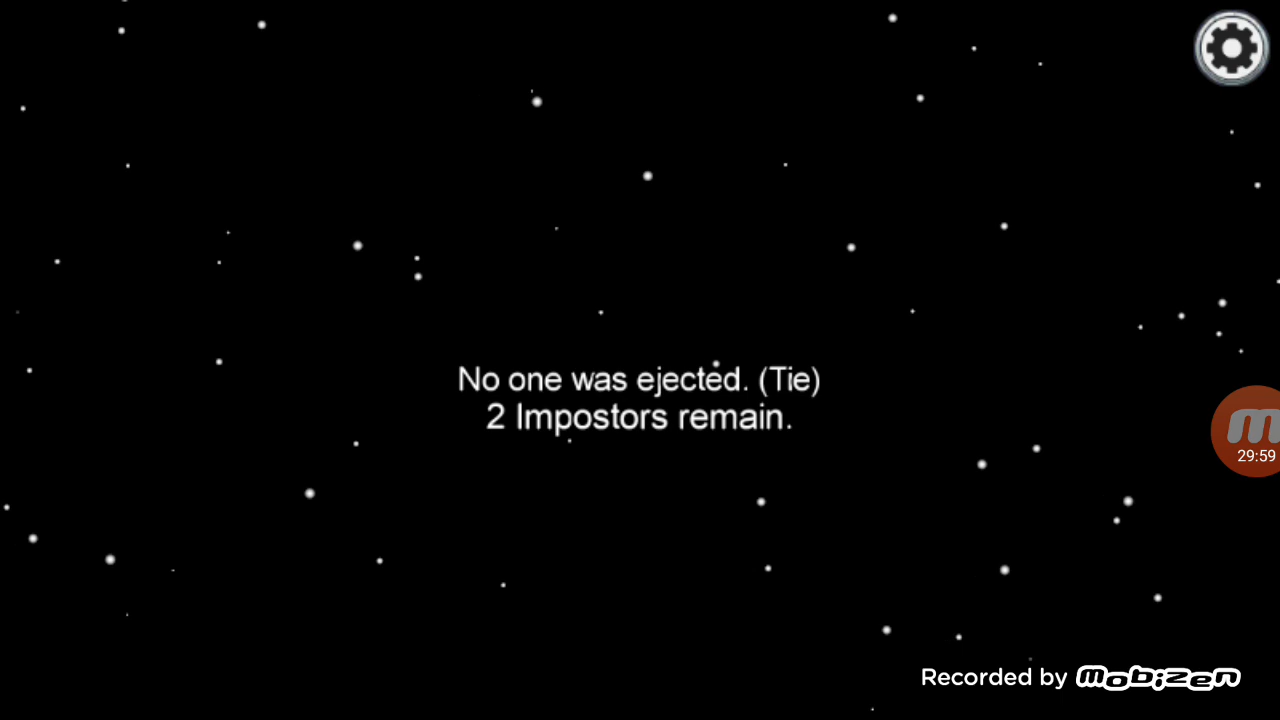 No one was ejected. (Tie)
2 Impostors remain.
29:59
Recorded by mobizen